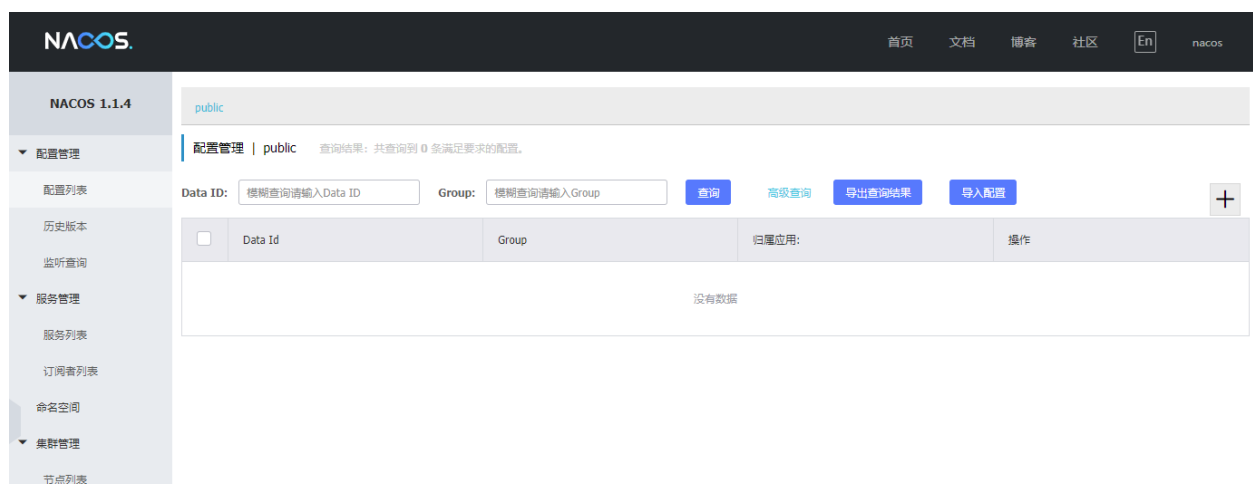 NACOS.
首页 文档 博客 社区 En nacos
NACOS 1.1.4
public
配置管理
配置管理 | public 查询结果：共查询到 0 条满足要求的配置。
配置列表
Data ID: 模糊查询请输入Data ID Group: 模糊查询请输入Group 查询 高级查询 导出查询结果 导入配置
历史版本
Data Id Group 归属应用: 操作
监听查询
服务管理
没有数据
服务列表
订阅者列表
命名空间
集群管理
节点列表